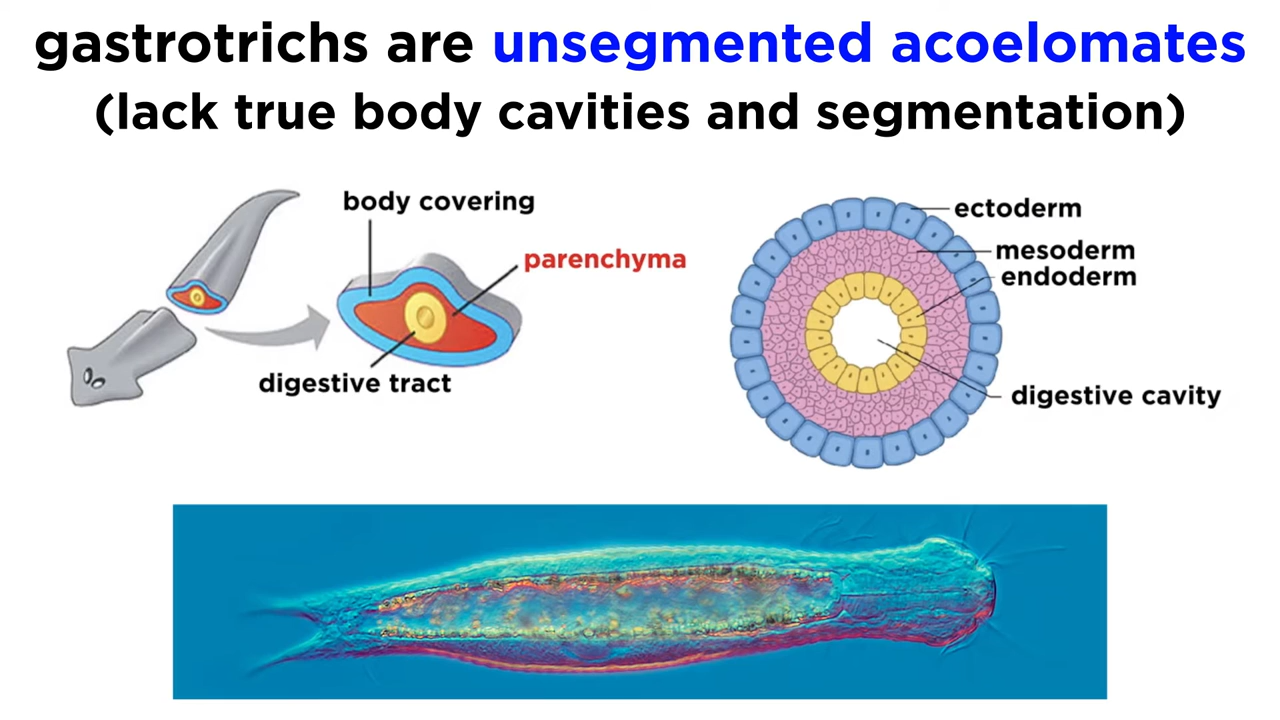 gastrotrichs are unsegmented acoelomates
(lack true body cavities and segmentation)
body covering
parenchyma
digestive tract
ectoderm
mesoderm
endoderm
digestive cavity